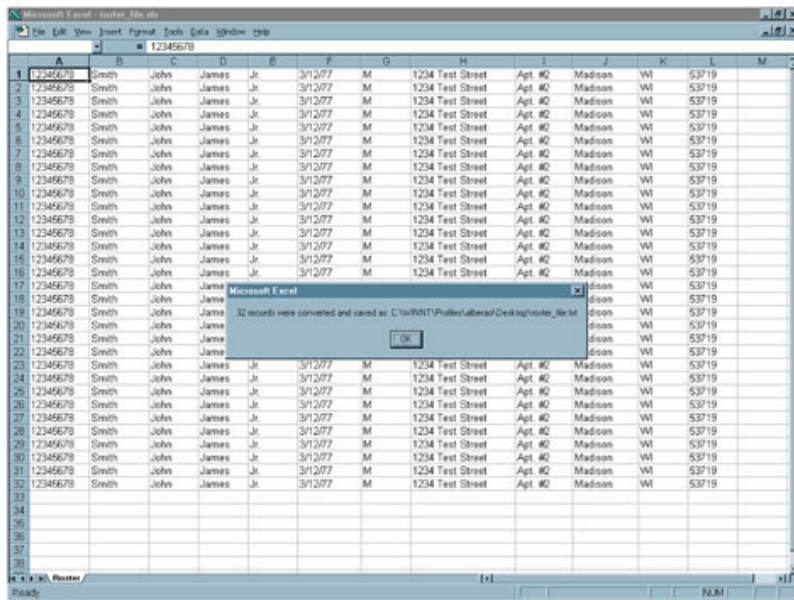 Microsoft Excel - roster_file.xls
File Edit View Insert Format Tools Data Window Help
= 12345678
A B C D E F G H I J K L M
1 12345678 Smith John James Jr. 3/12/77 M 1234 Test Street Apt. #2 Madison WI 53719
2 12345678 Smith John James Jr. 3/12/77 M 1234 Test Street Apt. #2 Madison WI 53719
3 12345678 Smith John James Jr. 3/12/77 M 1234 Test Street Apt. #2 Madison WI 53719
4 12345678 Smith John James Jr. 3/12/77 M 1234 Test Street Apt. #2 Madison WI 53719
5 12345678 Smith John James Jr. 3/12/77 M 1234 Test Street Apt. #2 Madison WI 53719
6 12345678 Smith John James Jr. 3/12/77 M 1234 Test Street Apt. #2 Madison WI 53719
7 12345678 Smith John James Jr. 3/12/77 M 1234 Test Street Apt. #2 Madison WI 53719
8 12345678 Smith John James Jr. 3/12/77 M 1234 Test Street Apt. #2 Madison WI 53719
9 12345678 Smith John James Jr. 3/12/77 M 1234 Test Street Apt. #2 Madison WI 53719
10 12345678 Smith John James Jr. 3/12/77 M 1234 Test Street Apt. #2 Madison WI 53719
11 12345678 Smith John James Jr. 3/12/77 M 1234 Test Street Apt. #2 Madison WI 53719
12 12345678 Smith John James Jr. 3/12/77 M 1234 Test Street Apt. #2 Madison WI 53719
13 12345678 Smith John James Jr. 3/12/77 M 1234 Test Street Apt. #2 Madison WI 53719
14 12345678 Smith John James Jr. 3/12/77 M 1234 Test Street Apt. #2 Madison WI 53719
15 12345678 Smith John James Jr. 3/12/77 M 1234 Test Street Apt. #2 Madison WI 53719
16 12345678 Smith John James Jr. 3/12/77 M 1234 Test Street Apt. #2 Madison WI 53719
17 12345678 Smith John Jame dison WI 53719
Microsoft Excel
18 12345678 Smith John Jame dison WI 53719
19 12345678 Smith John Jame dison WI 53719
32 records were converted and saved as: C:\WINNT\Profiles\alberao\Desktop\roster_file.txt
20 12345678 Smith John Jame dison WI 53719
21 12345678 Smith John Jame dison WI 53719
OK
22 12345678 Smith John Jame dison WI 53719
23 12345678 Smith John James Jr. 3/12/77 M 1234 Test Street Apt. #2 Madison WI 53719
24 12345678 Smith John James Jr. 3/12/77 M 1234 Test Street Apt. #2 Madison WI 53719
25 12345678 Smith John James Jr. 3/12/77 M 1234 Test Street Apt. #2 Madison WI 53719
26 12345678 Smith John James Jr. 3/12/77 M 1234 Test Street Apt. #2 Madison WI 53719
27 12345678 Smith John James Jr. 3/12/77 M 1234 Test Street Apt. #2 Madison WI 53719
28 12345678 Smith John James Jr. 3/12/77 M 1234 Test Street Apt. #2 Madison WI 53719
29 12345678 Smith John James Jr. 3/12/77 M 1234 Test Street Apt. #2 Madison WI 53719
30 12345678 Smith John James Jr. 3/12/77 M 1234 Test Street Apt. #2 Madison WI 53719
31 12345678 Smith John James Jr. 3/12/77 M 1234 Test Street Apt. #2 Madison WI 53719
32 12345678 Smith John James Jr. 3/12/77 M 1234 Test Street Apt. #2 Madison WI 53719
33
34
35
36
37
38
Roster
Ready NUM